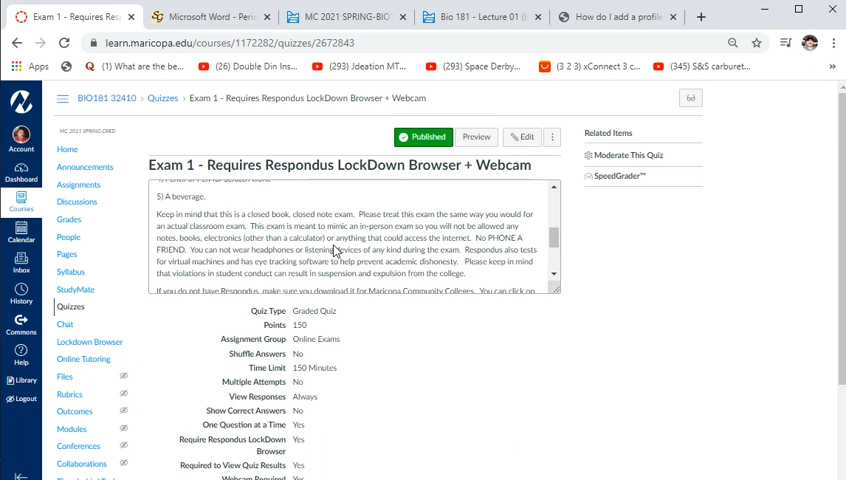 Exam 1 - Requires Res
Microsoft Word - Perio
MC 2021 SPRING-BIO
Bio 181 - Lecture 01 (b
How do I add a profile
learn.maricopa.edu/courses/1172282/quizzes/2672843
Apps
(1) What are the be...
(26) Double Din Ins...
(293) Jdeation MT...
(293) Space Derby...
(3 2 3) xConnect 3 c...
(345) S&S carburet...
BIO181 32410 › Quizzes › Exam 1 - Requires Respondus LockDown Browser + Webcam
Account
Dashboard
Courses
Calendar
Inbox
History
Commons
Help
Library
Logout
MC 2021 SPRING CRED
Home
Announcements
Assignments
Discussions
Grades
People
Pages
Syllabus
StudyMate
Quizzes
Chat
Lockdown Browser
Online Tutoring
Files
Rubrics
Outcomes
Modules
Conferences
Collaborations
Published
Preview
Edit
Exam 1 - Requires Respondus LockDown Browser + Webcam
5) A beverage.
Keep in mind that this is a closed book, closed note exam. Please treat this exam the same way you would for
an actual classroom exam. This exam is meant to mimic an in-person exam so you will not be allowed any
notes, books, electronics (other than a calculator) or anything that could access the internet. No PHONE A
FRIEND. You can not wear headphones or listening devices of any kind during the exam. Respondus also tests
for virtual machines and has eye tracking software to help prevent academic dishonesty. Please keep in mind
that violations in student conduct can result in suspension and expulsion from the college.
If you do not have Respondus, make sure you download it for Maricopa Community Colleges. You can click on
Quiz Type Graded Quiz
Points 150
Assignment Group Online Exams
Shuffle Answers No
Time Limit 150 Minutes
Multiple Attempts No
View Responses Always
Show Correct Answers No
One Question at a Time Yes
Require Respondus LockDown Yes
Browser
Required to View Quiz Results Yes
Webcam Required Yes
Related Items
Moderate This Quiz
SpeedGrader™